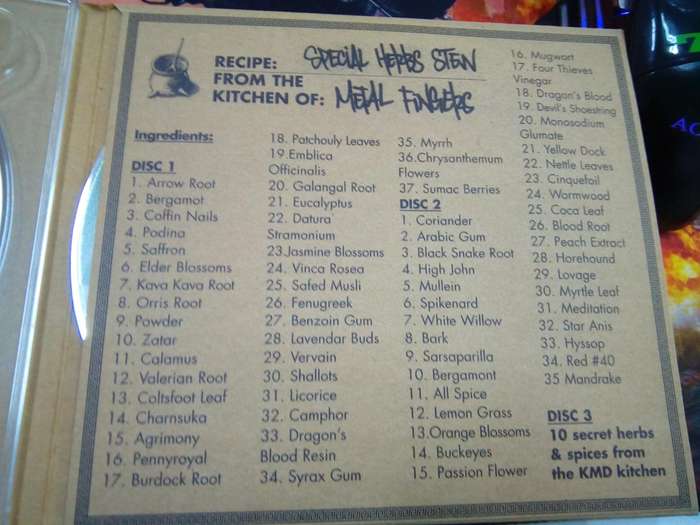 RECIPE: SPECIAL HERBS STEW
FROM THE
KITCHEN OF: METAL FINGERS
Ingredients:
DISC 1
1. Arrow Root
2. Bergamot
3. Coffin Nails
4. Podina
5. Saffron
6. Elder Blossoms
7. Kava Kava Root
8. Orris Root
9. Powder
10. Zatar
11. Calamus
12. Valerian Root
13. Coltsfoot Leaf
14. Charnsuka
15. Agrimony
16. Pennyroyal
17. Burdock Root
18. Patchouly Leaves
19.Emblica
Officinalis
20. Galangal Root
21. Eucalyptus
22. Datura
Stramonium
23.Jasmine Blossoms
24. Vinca Rosea
25. Safed Musli
26. Fenugreek
27. Benzoin Gum
28. Lavendar Buds
29. Vervain
30. Shallots
31. Licorice
32. Camphor
33. Dragon's
Blood Resin
34. Syrax Gum
35. Myrrh
36.Chrysanthemum
Flowers
37. Sumac Berries
DISC 2
1. Coriander
2. Arabic Gum
3. Black Snake Root
4. High John
5. Mullein
6. Spikenard
7. White Willow
8. Bark
9. Sarsaparilla
10. Bergamont
11. All Spice
12. Lemon Grass
13.Orange Blossoms
14. Buckeyes
15. Passion Flower
16. Mugwort
17. Four Thieves
Vinegar
18. Dragon's Blood
19. Devil's Shoestring
20. Monosodium
Glumate
21. Yellow Dock
22. Nettle Leaves
23. Cinquefoil
24. Wormwood
25. Coca Leaf
26. Blood Root
27. Peach Extract
28. Horehound
29. Lovage
30. Myrtle Leaf
31. Meditation
32. Star Anis
33. Hyssop
34. Red #40
35 Mandrake
DISC 3
10 secret herbs
& spices from
the KMD kitchen